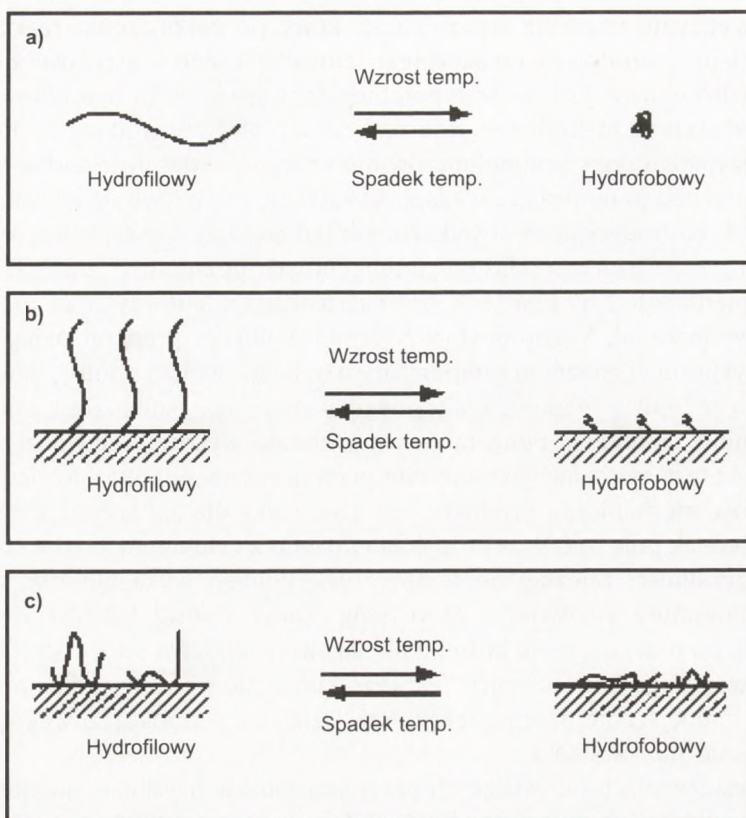 a)
Wzrost temp.
Hydrofilowy
Spadek temp.
Hydrofobowy
b)
Wzrost temp.
Spadek temp.
Hydrofilowy
Hydrofobowy
c)
Wzrost temp.
Spadek temp.
Hydrofilowy
Hydrofobowy